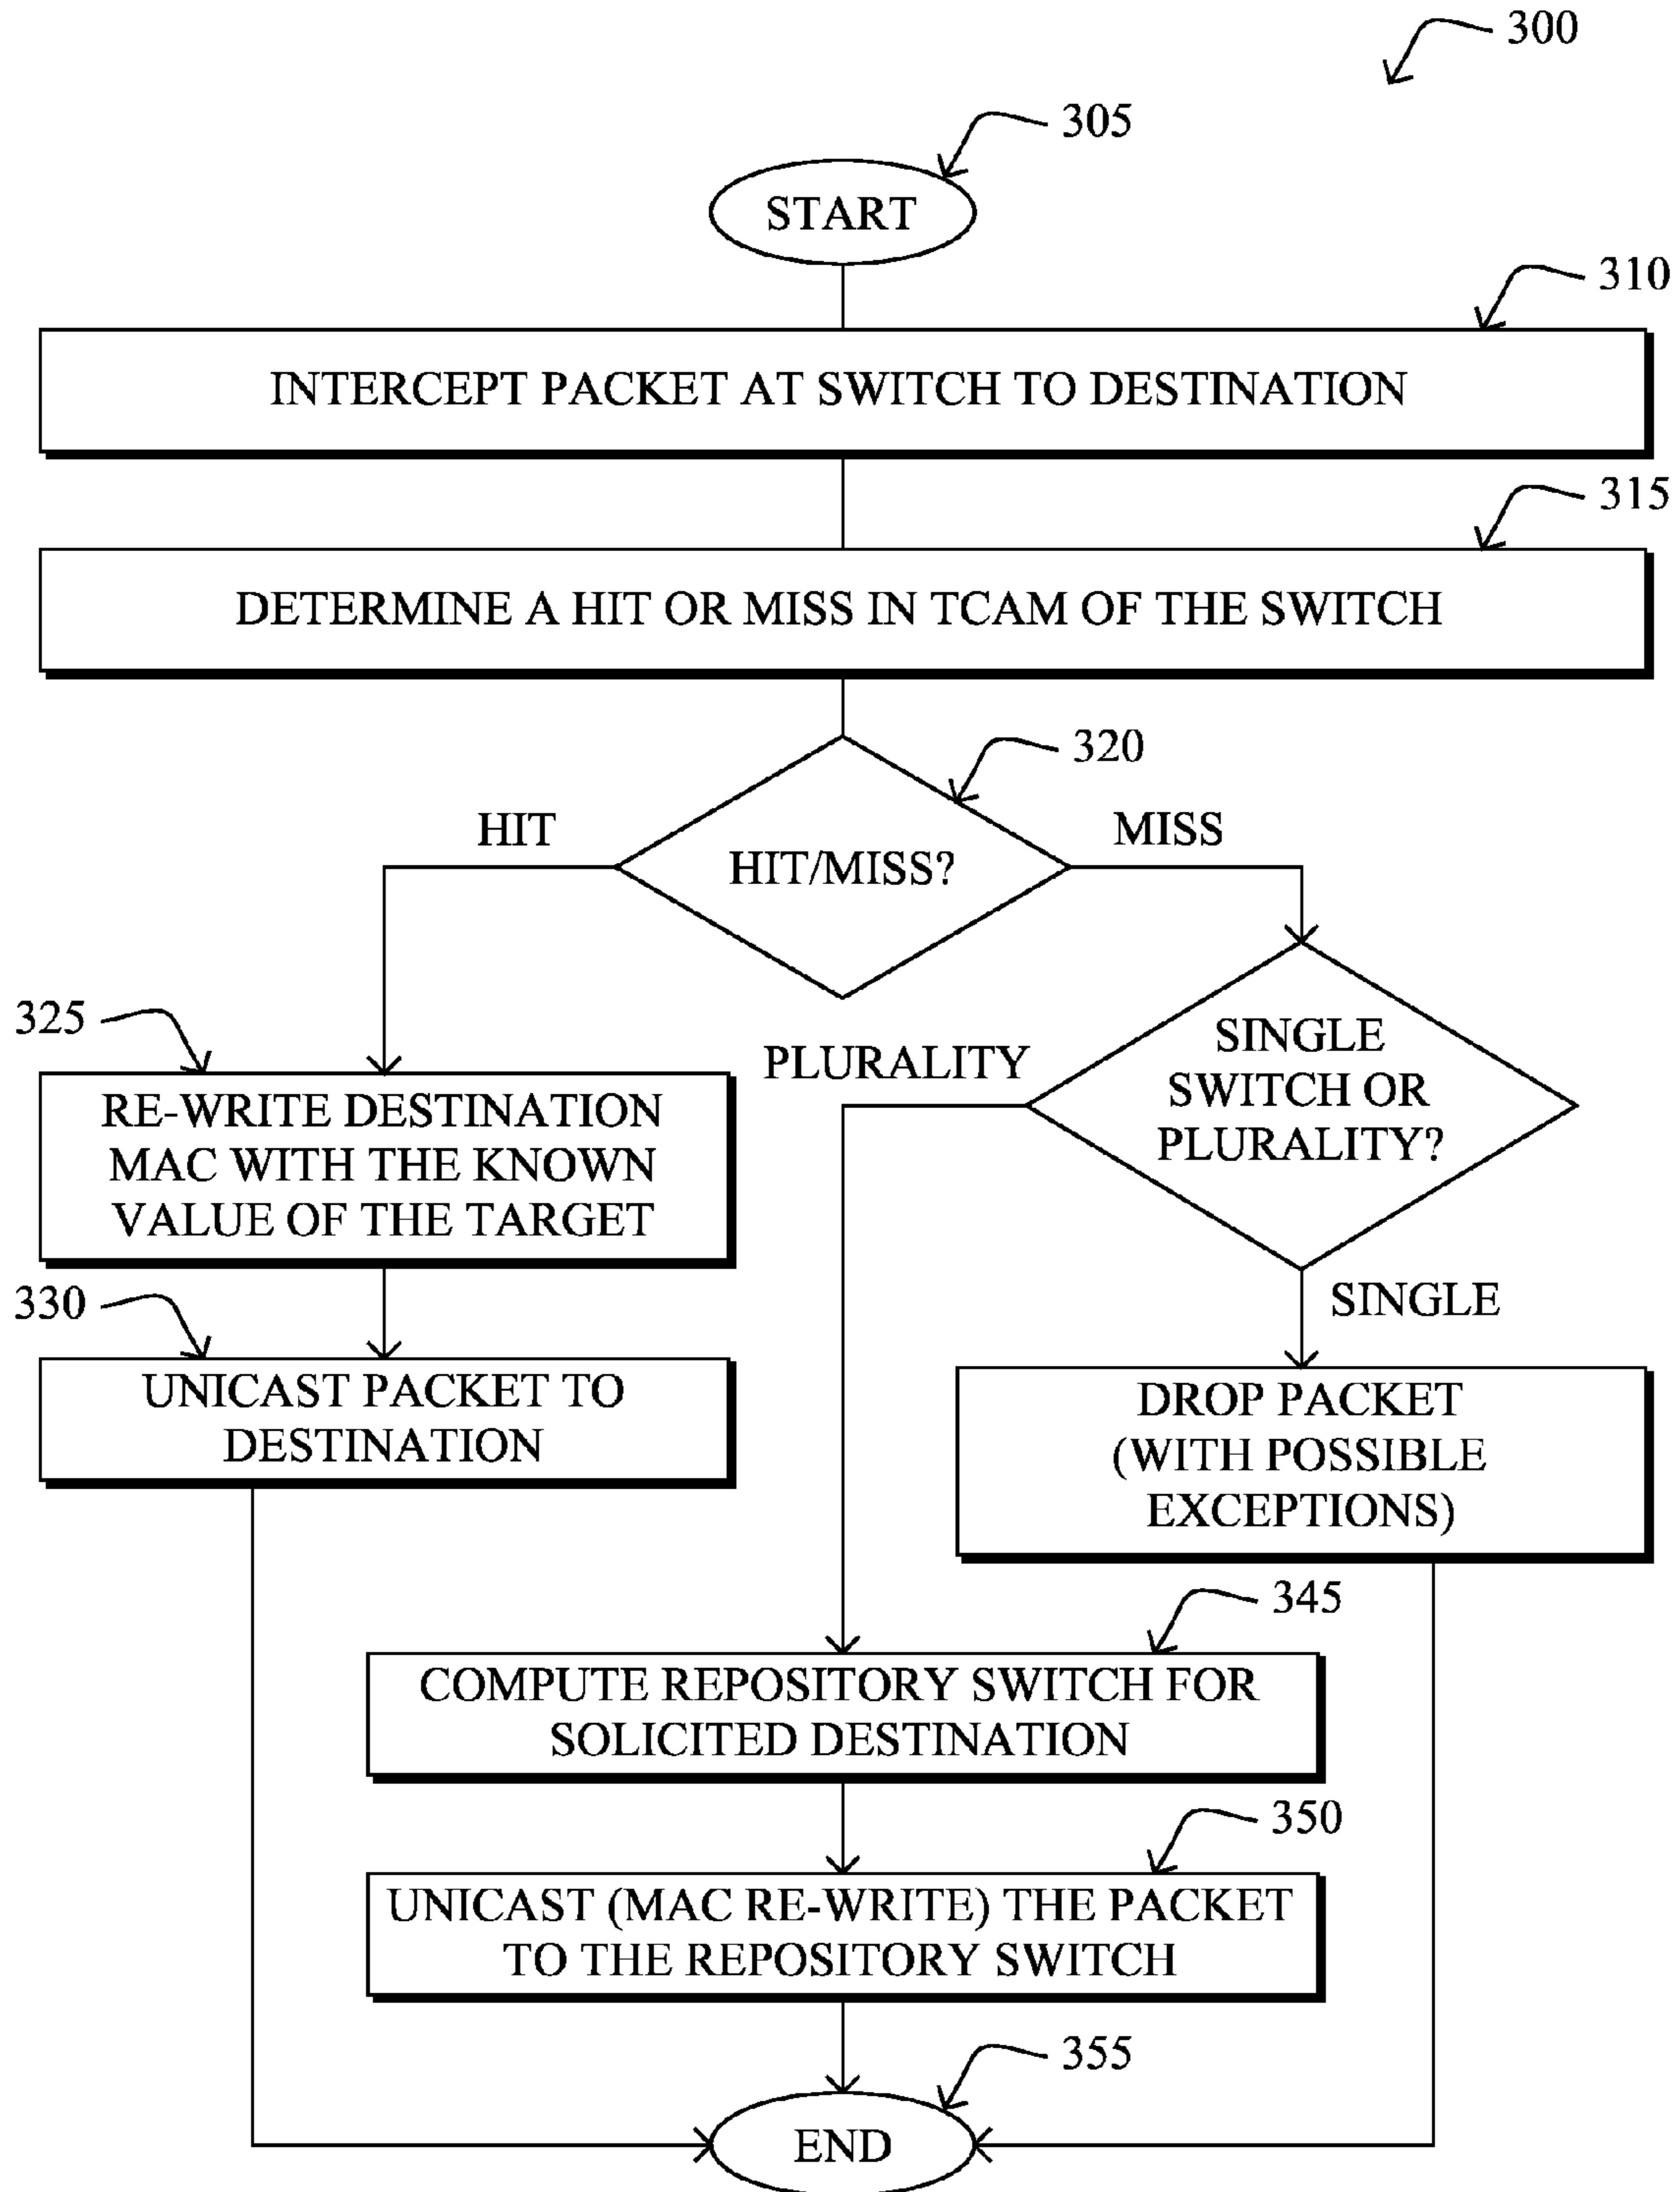 300
305
START
310
INTERCEPT PACKET AT SWITCH TO DESTINATION
315
DETERMINE A HIT OR MISS IN TCAM OF THE SWITCH
320
HIT
MISS
HIT/MISS?
325
PLURALITY
SINGLE
SWITCH OR
PLURALITY?
RE-WRITE DESTINATION
MAC WITH THE KNOWN
VALUE OF THE TARGET
330
SINGLE
UNICAST PACKET TO
DESTINATION
DROP PACKET
(WITH POSSIBLE
EXCEPTIONS)
345
COMPUTE REPOSITORY SWITCH FOR
SOLICITED DESTINATION
350
UNICAST (MAC RE-WRITE) THE PACKET
TO THE REPOSITORY SWITCH
355
END